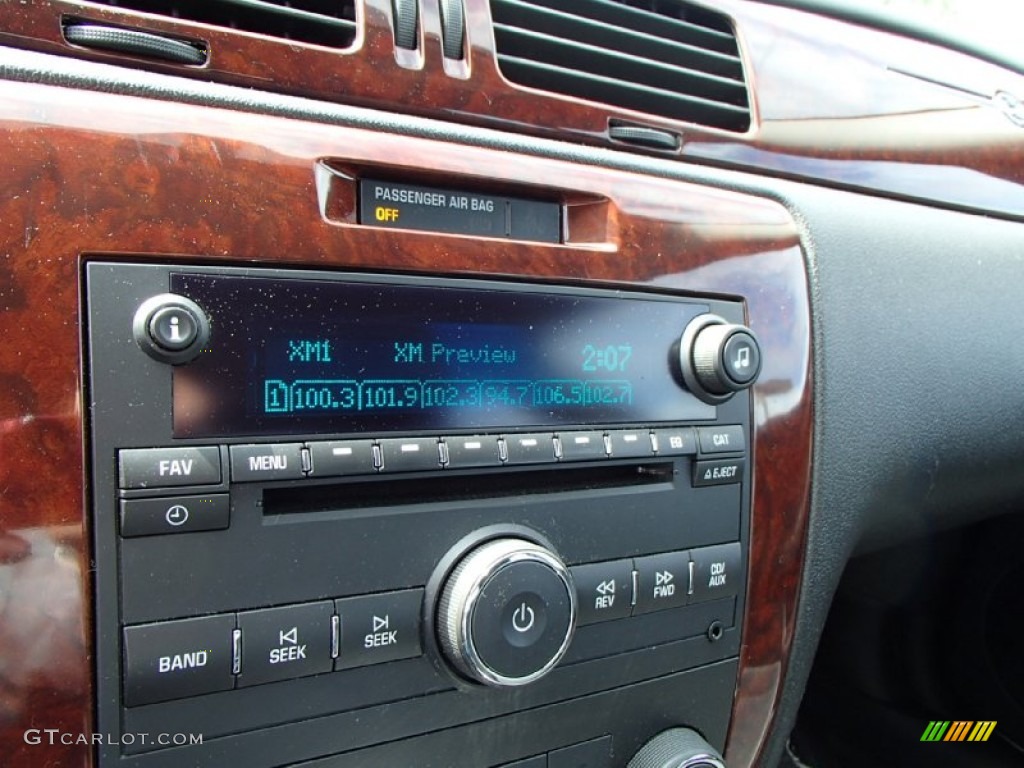 PASSENGER AIR BAG
OFF
i
XM1 XM Preview 2:07
1 100.3 101.9 102.3 94.7 106.5 102.7
FAV MENU EQ CAT
EJECT
REV FWD CD/
AUX
BAND SEEK SEEK
GTCARLOT.COM